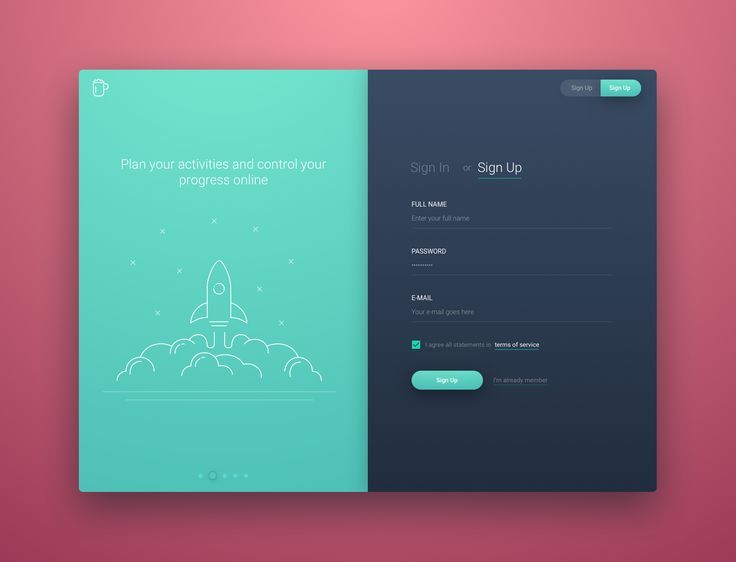 Plan your activities and control your
progress online
Sign Up Sign Up
Sign In or Sign Up
FULL NAME
Enter your full name
PASSWORD
E-MAIL
Your e-mail goes here
I agree all statements in terms of service
Sign Up I'm already member